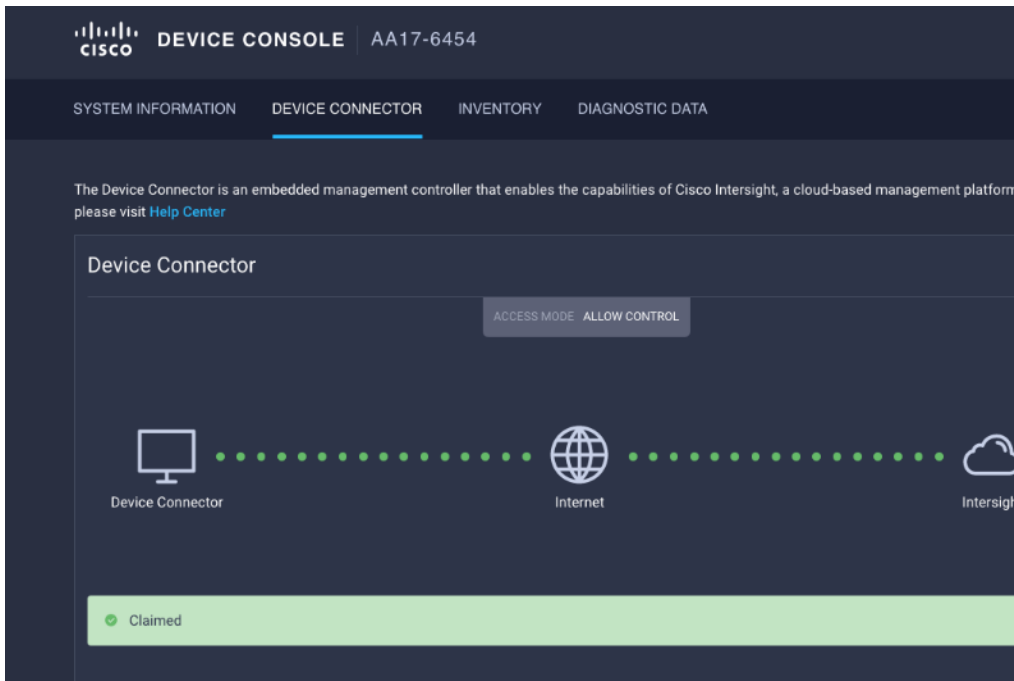 cisco DEVICE CONSOLE AA17-6454
SYSTEM INFORMATION DEVICE CONNECTOR INVENTORY DIAGNOSTIC DATA
The Device Connector is an embedded management controller that enables the capabilities of Cisco Intersight, a cloud-based management platform
please visit Help Center
Device Connector
ACCESS MODE ALLOW CONTROL
Device Connector Internet Intersigh
Claimed